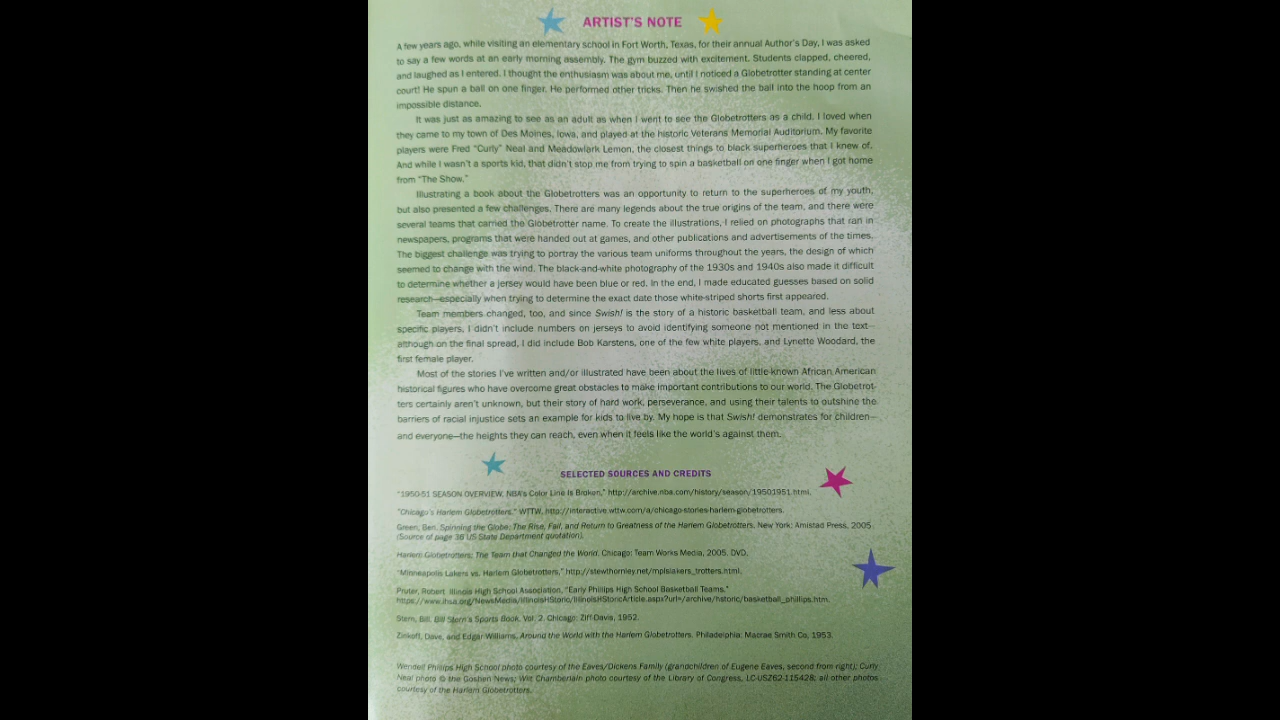 ARTIST'S NOTE
A few years ago, while visiting an elementary school in Fort Worth, Texas, for their annual Author's Day, I was asked
to say a few words at an early morning assembly. The gym buzzed with excitement. Students clapped, cheered,
and laughed as I entered. I thought the enthusiasm was about me, until I noticed a Globetrotter standing at center
court! He spun a ball on one finger. He performed other tricks. Then he swished the ball into the hoop from an
impossible distance.
It was just as amazing to see as an adult as when I went to see the Globetrotters as a child. I loved when
they came to my town of Des Moines, Iowa, and played at the historic Veterans Memorial Auditorium. My favorite
players were Fred "Curly" Neal and Meadowlark Lemon, the closest things to black superheroes that I knew of.
And while I wasn't a sports kid, that didn't stop me from trying to spin a basketball on one finger when I got home
from "The Show."
Illustrating a book about the Globetrotters was an opportunity to return to the superheroes of my youth,
but also presented a few challenges. There are many legends about the true origins of the team, and there were
several teams that carried the Globetrotter name. To create the illustrations, I relied on photographs that ran in
newspapers, programs that were handed out at games, and other publications and advertisements of the times.
The biggest challenge was trying to portray the various team uniforms throughout the years, the design of which
seemed to change with the wind. The black-and-white photography of the 1930s and 1940s also made it difficult
to determine whether a jersey would have been blue or red. In the end, I made educated guesses based on solid
research—especially when trying to determine the exact date those white-striped shorts first appeared.
Team members changed, too, and since Swish! is the story of a historic basketball team, and less about
specific players, I didn't include numbers on jerseys to avoid identifying someone not mentioned in the text—
although on the final spread, I did include Bob Karstens, one of the few white players, and Lynette Woodard, the
first female player.
Most of the stories I've written and/or illustrated have been about the lives of little-known African American
historical figures who have overcome great obstacles to make important contributions to our world. The Globetrot-
ters certainly aren't unknown, but their story of hard work, perseverance, and using their talents to outshine the
barriers of racial injustice sets an example for kids to live by. My hope is that Swish! demonstrates for children—
and everyone—the heights they can reach, even when it feels like the world's against them.
SELECTED SOURCES AND CREDITS
"1950-51 SEASON OVERVIEW, NBA's Color Line Is Broken," http://archive.nba.com/history/season/19501951.html.
"Chicago's Harlem Globetrotters," WTTW, http://interactive.wttw.com/a/chicago-stories-harlem-globetrotters.
Green, Ben. Spinning the Globe: The Rise, Fall, and Return to Greatness of the Harlem Globetrotters. New York: Amistad Press, 2005
(Source of page 36 US State Department quotation).
Harlem Globetrotters: The Team that Changed the World. Chicago: Team Works Media, 2005. DVD.
"Minneapolis Lakers vs. Harlem Globetrotters," http://stewthornley.net/mplslakers_trotters.html.
Pruter, Robert. Illinois High School Association, "Early Phillips High School Basketball Teams,"
https://www.ihsa.org/NewsMedia/IllinoisHStoric/IllinoisHStoricArticle.aspx?url=/archive/hstoric/basketball_phillips.htm.
Stern, Bill. Bill Stern's Sports Book, Vol. 2. Chicago: Ziff-Davis, 1952.
Zinkoff, Dave, and Edgar Williams. Around the World with the Harlem Globetrotters. Philadelphia: Macrae Smith Co, 1953.
Wendell Phillips High School photo courtesy of the Eaves/Dickens Family (grandchildren of Eugene Eaves, second from right); Curly
Neal photo © the Goshen News; Wilt Chamberlain photo courtesy of the Library of Congress, LC-USZ62-115428; all other photos
courtesy of the Harlem Globetrotters.